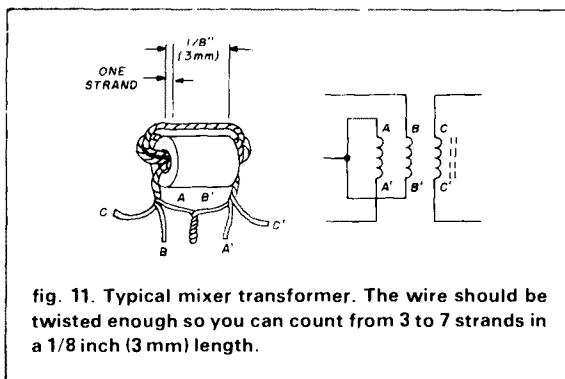 1/8"
(3mm)
ONE
STRAND
A B'
C
B
A'
C'
A B C
A' B' C'
fig. 11. Typical mixer transformer. The wire should be
twisted enough so you can count from 3 to 7 strands in
a 1/8 inch (3 mm) length.